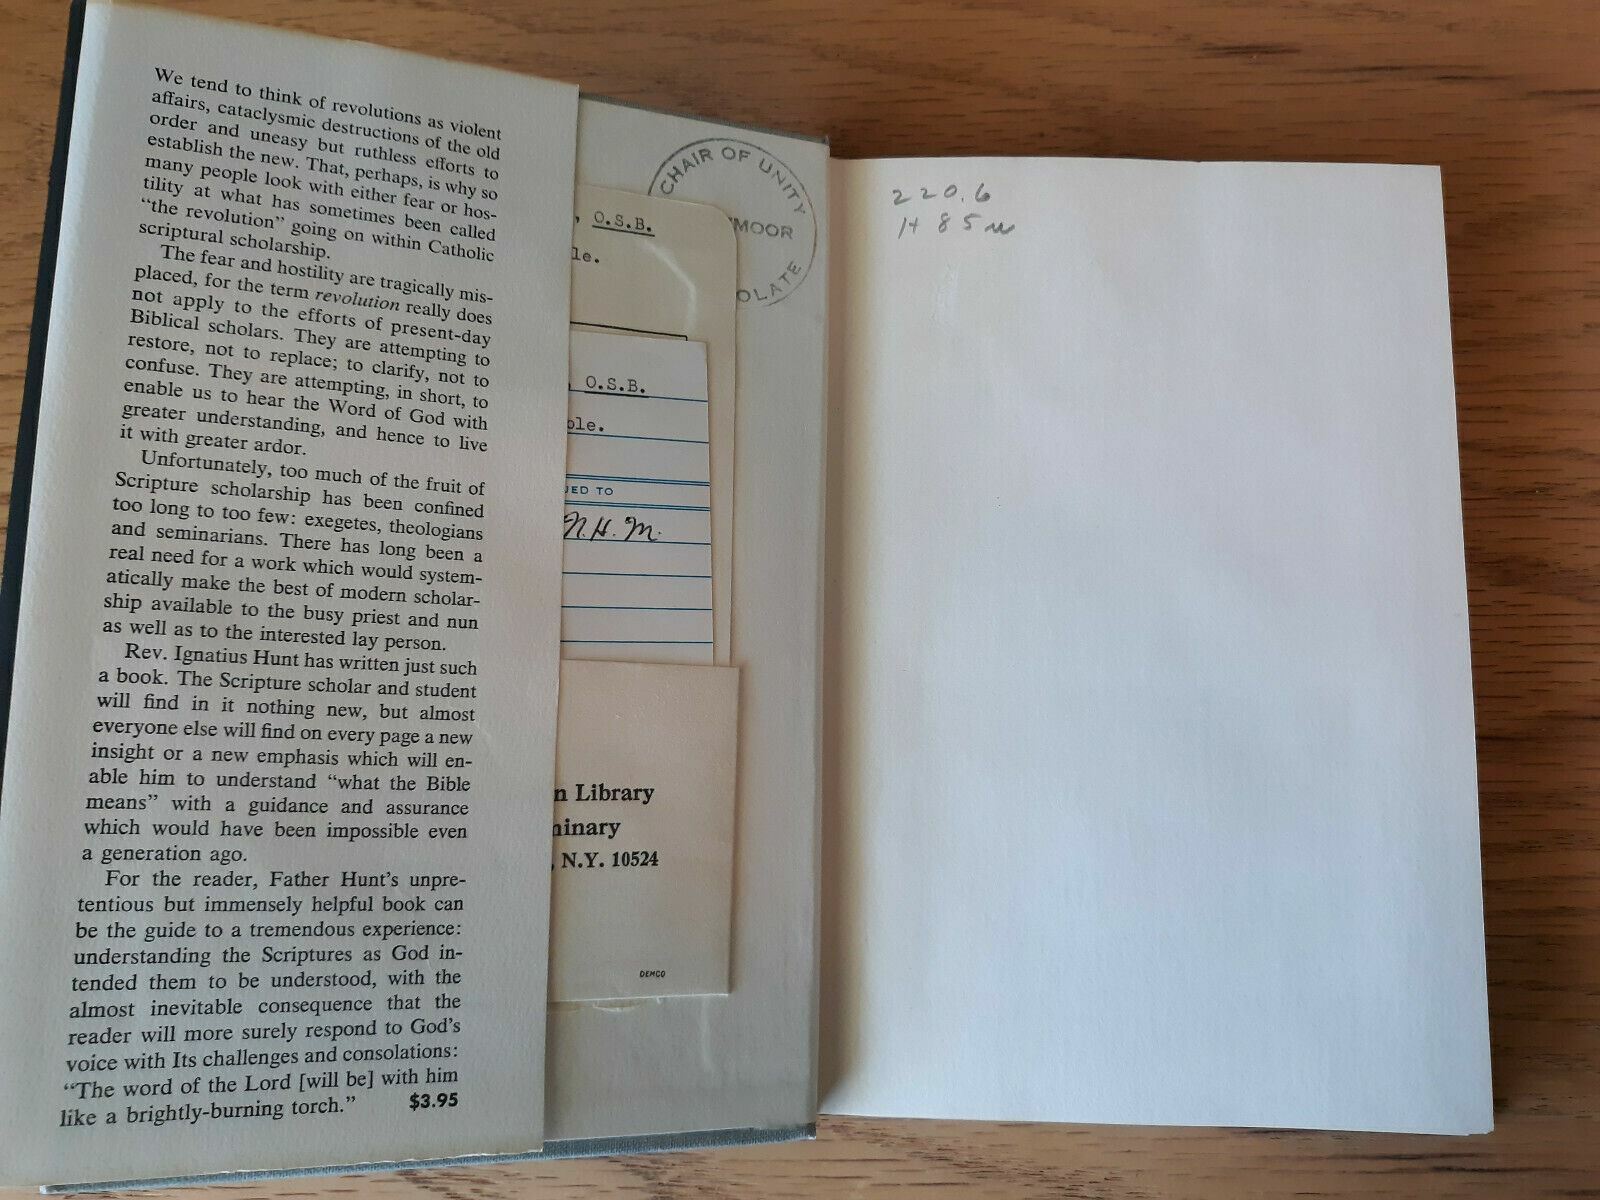 We tend to think of revolutions as violent
affairs, cataclysmic destructions of the old
order and uneasy but ruthless efforts to
establish the new. That, perhaps, is why so
many people look with either fear or hos-
tility at what has sometimes been called
“the revolution” going on within Catholic
scriptural scholarship.
The fear and hostility are tragically mis-
placed, for the term revolution really does
not apply to the efforts of present-day
Biblical scholars. They are attempting to
restore, not to replace; to clarify, not to
confuse. They are attempting, in short, to
enable us to hear the Word of God with
greater understanding, and hence to live
it with greater ardor.
Unfortunately, too much of the fruit of
Scripture scholarship has been confined
too long to too few: exegetes, theologians
and seminarians. There has long been a
real need for a work which would system-
atically make the best of modern scholar-
ship available to the busy priest and nun
as well as to the interested lay person.
Rev. Ignatius Hunt has written just such
a book. The Scripture scholar and student
will find in it nothing new, but almost
everyone else will find on every page a new
insight or a new emphasis which will en-
able him to understand “what the Bible
means” with a guidance and assurance
which would have been impossible even
a generation ago.
For the reader, Father Hunt's unpre-
tentious but immensely helpful book can
be the guide to a tremendous experience:
understanding the Scriptures as God in-
tended them to be understood, with the
almost inevitable consequence that the
reader will more surely respond to God's
voice with Its challenges and consolations:
“The word of the Lord [will be] with him
like a brightly-burning torch.” $3.95
CHAIR OF UNITY
MOOR
OLATE
, O.S.B.
le.
, O.S.B.
ble.
UED TO
N.H.M.
n Library
minary
, N.Y. 10524
DEMCO
220.6
H85w